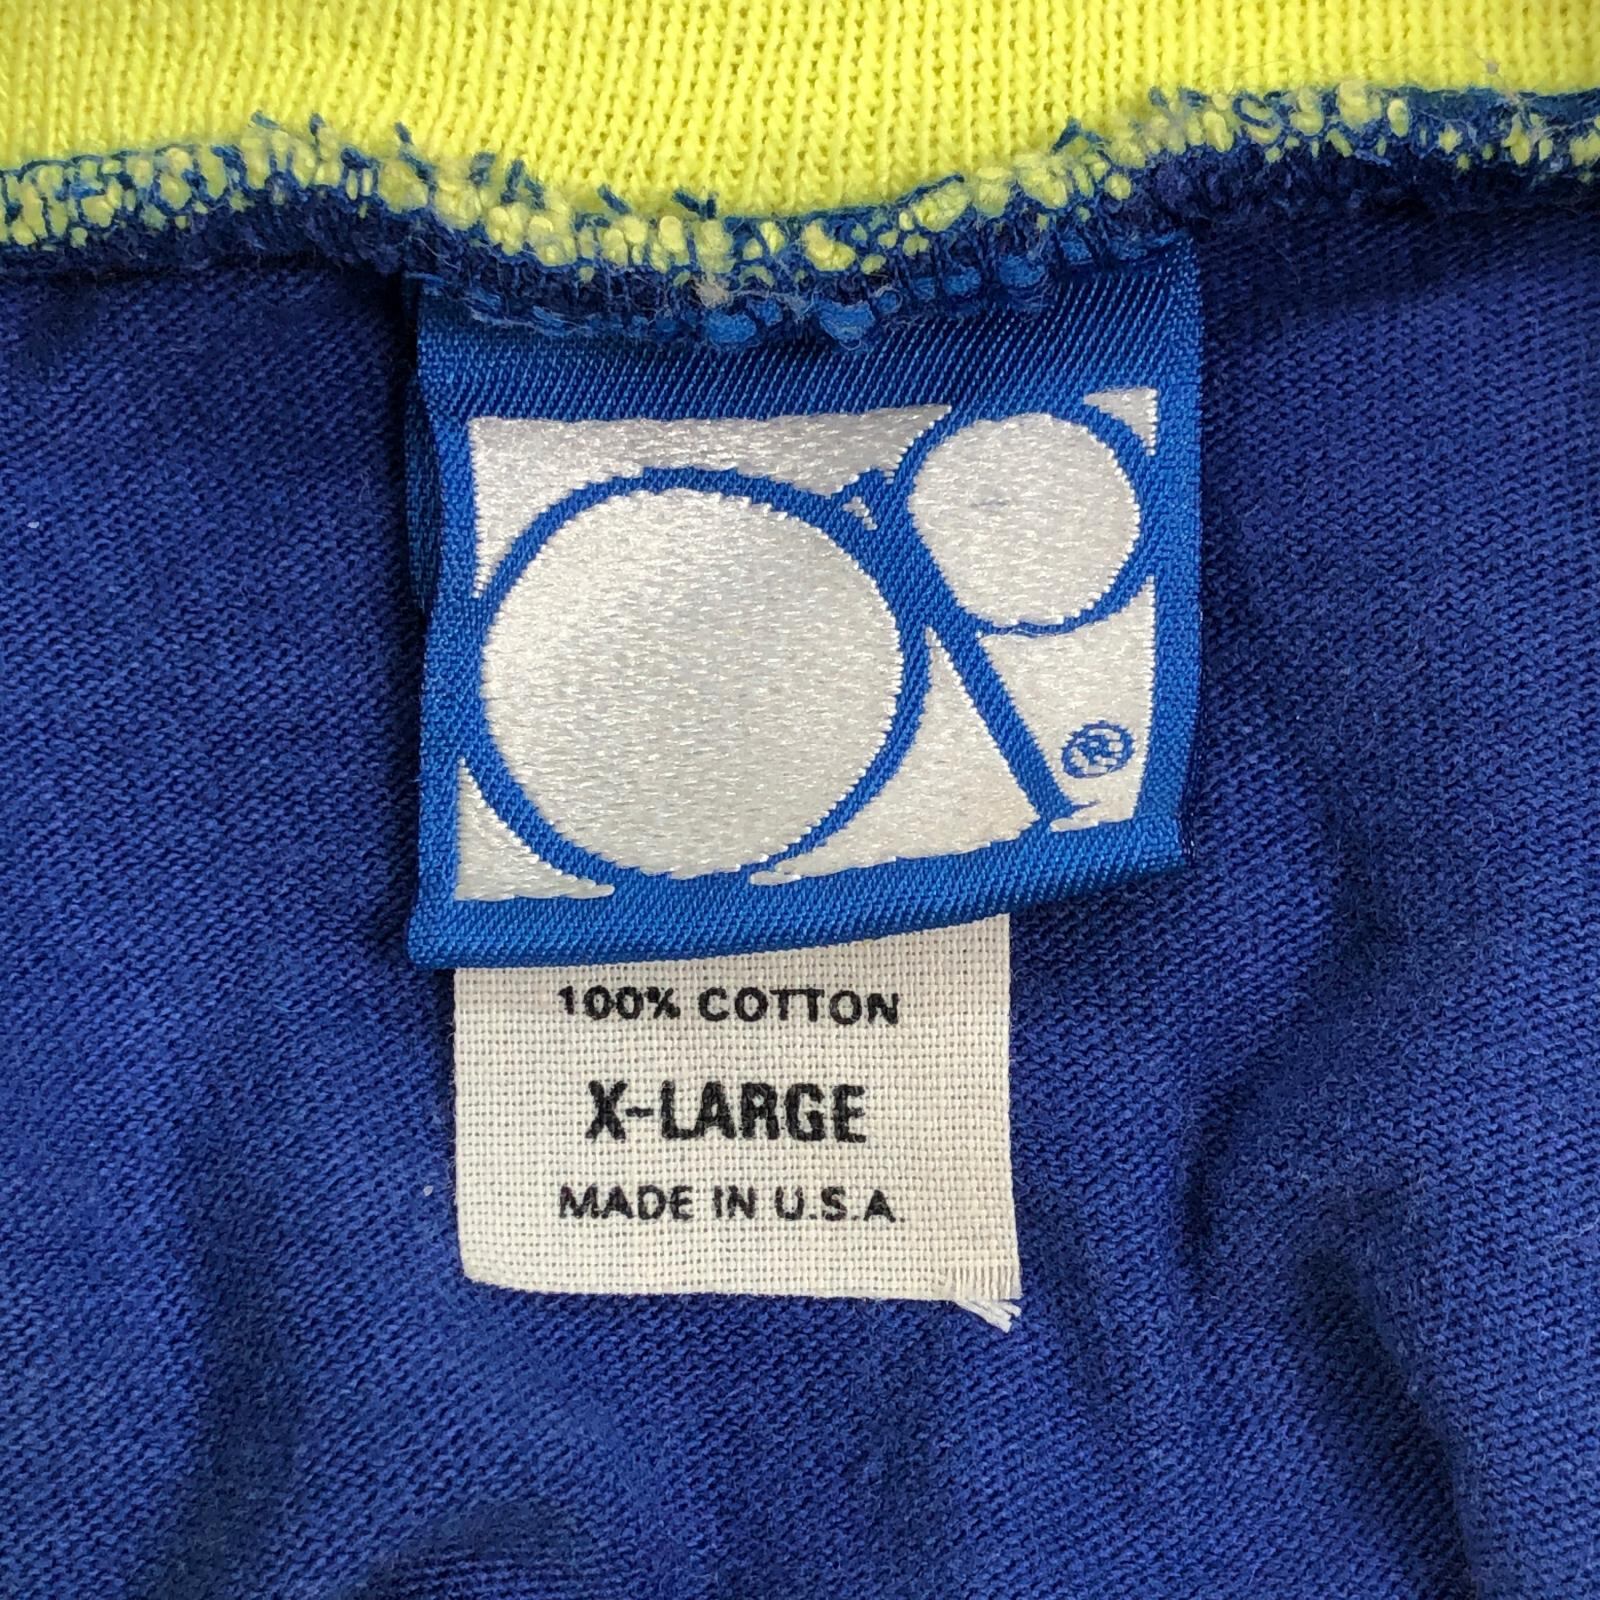 ®
100% COTTON
X-LARGE
MADE IN U.S.A.